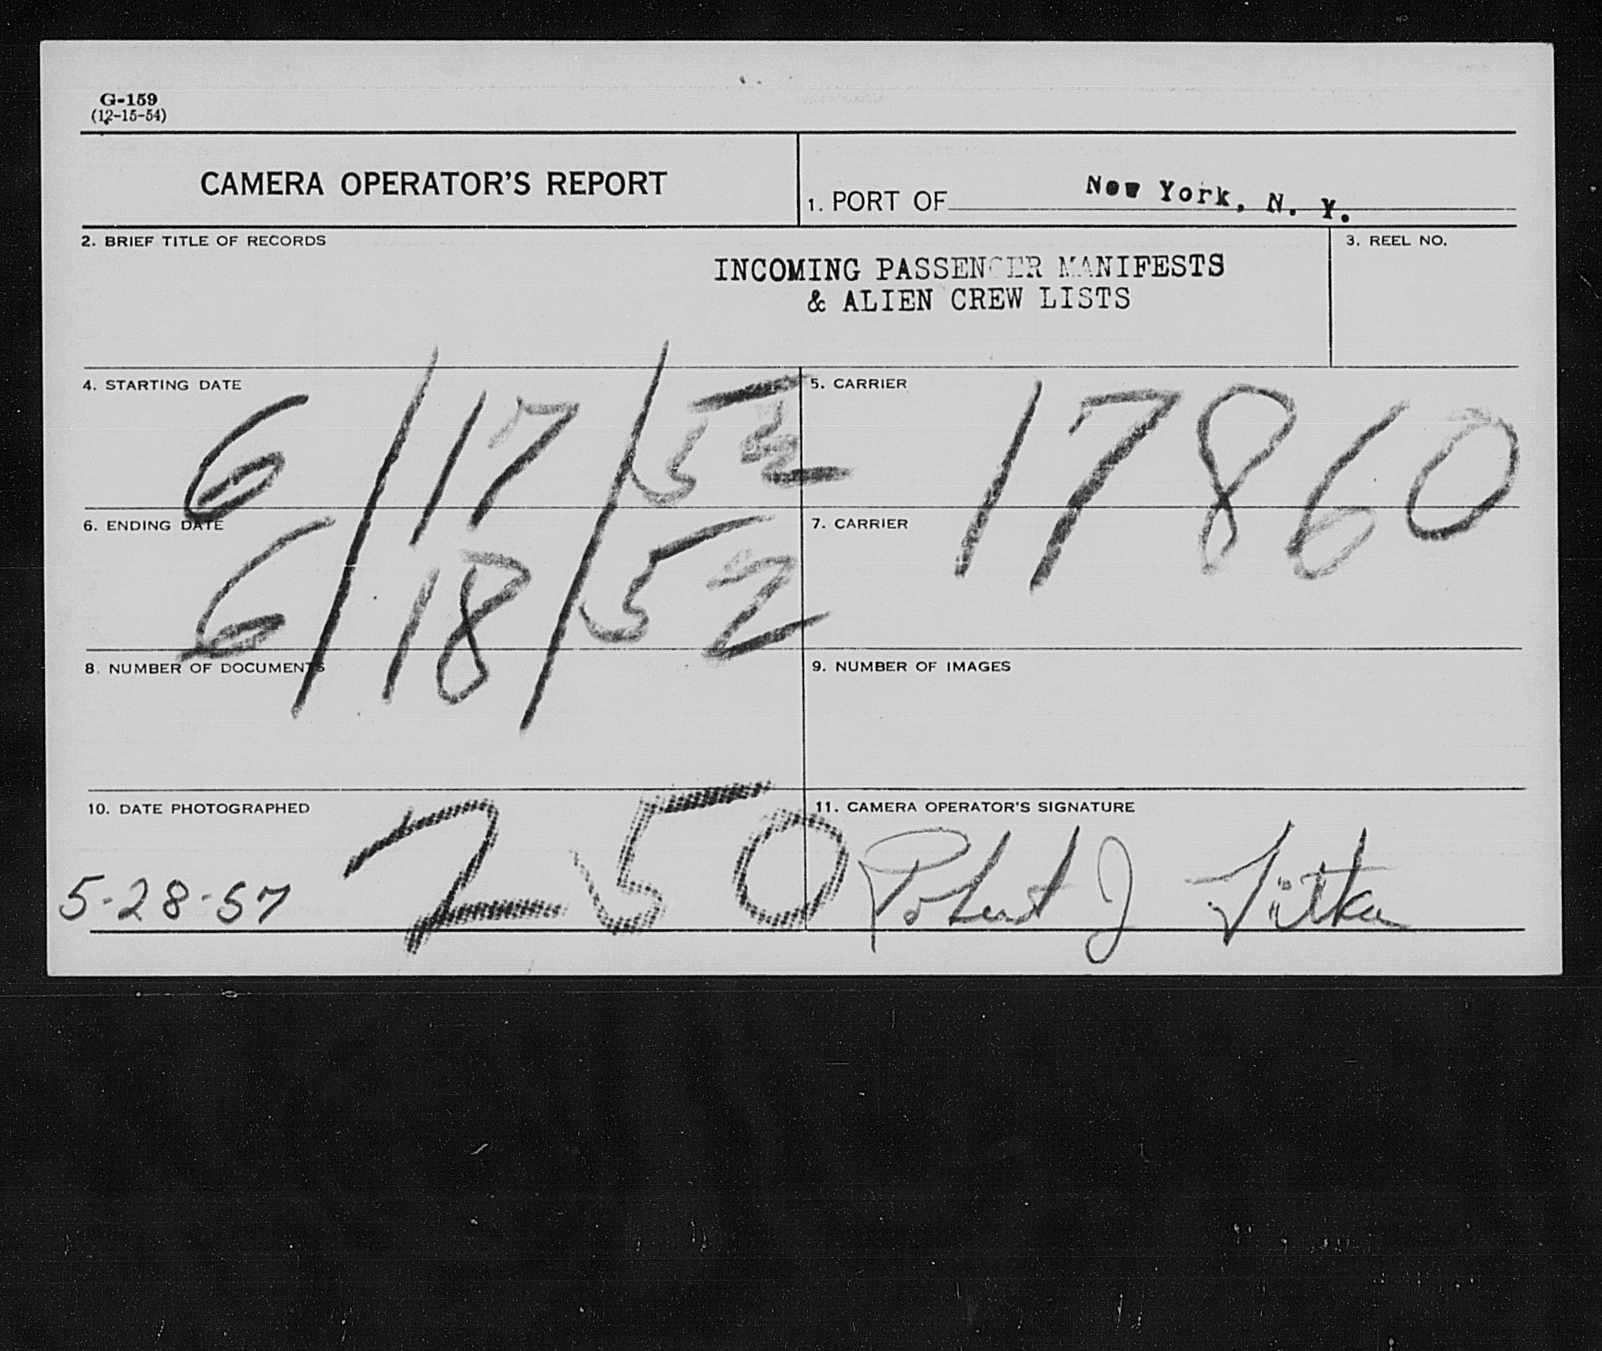 G-159
(12-15-54)
CAMERA OPERATOR'S REPORT
1. PORT OF New York, N. Y.
2. BRIEF TITLE OF RECORDS
INCOMING PASSENGER MANIFESTS
& ALIEN CREW LISTS
3. REEL NO.
4. STARTING DATE
6/17/52
5. CARRIER
17860
6. ENDING DATE
6/18/52
7. CARRIER
8. NUMBER OF DOCUMENTS
9. NUMBER OF IMAGES
10. DATE PHOTOGRAPHED
5-28-57
250
11. CAMERA OPERATOR'S SIGNATURE
Robert J